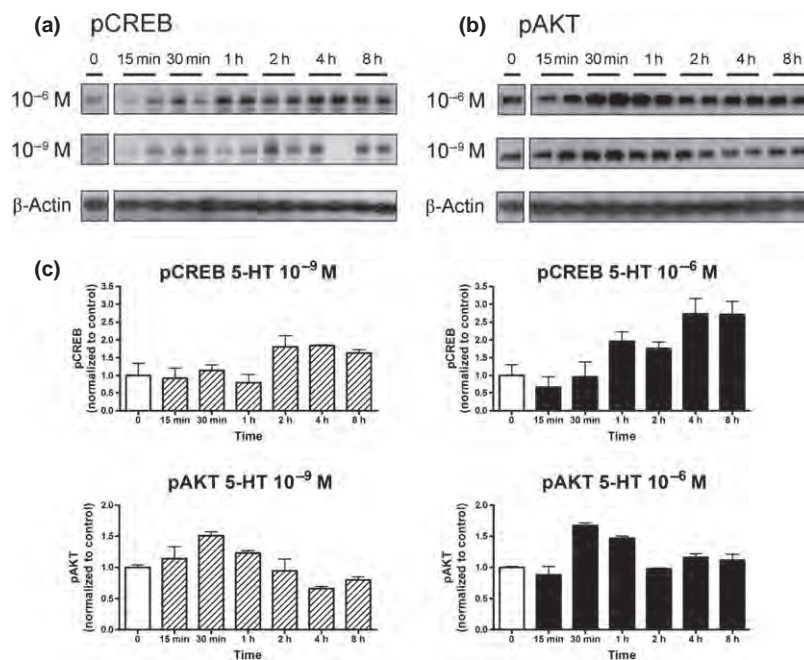 (a) pCREB
0 15 min 30 min 1 h 2 h 4 h 8 h
10⁻⁶ M
10⁻⁹ M
β-Actin
(b) pAKT
0 15 min 30 min 1 h 2 h 4 h 8 h
10⁻⁶ M
10⁻⁹ M
β-Actin
(c)
pCREB 5-HT 10⁻⁹ M
pCREB
(normalized to control)
3.5
3.0
2.5
2.0
1.5
1.0
0.5
0.0
0 15 min 30 min 1 h 2 h 4 h 8 h
Time
pCREB 5-HT 10⁻⁶ M
pCREB
(normalized to control)
3.5
3.0
2.5
2.0
1.5
1.0
0.5
0.0
0 15 min 30 min 1 h 2 h 4 h 8 h
Time
pAKT 5-HT 10⁻⁹ M
pAKT
(normalized to control)
2.0
1.5
1.0
0.5
0.0
0 15 min 30 min 1 h 2 h 4 h 8 h
Time
pAKT 5-HT 10⁻⁶ M
pAKT
(normalized to control)
2.0
1.5
1.0
0.5
0.0
0 15 min 30 min 1 h 2 h 4 h 8 h
Time